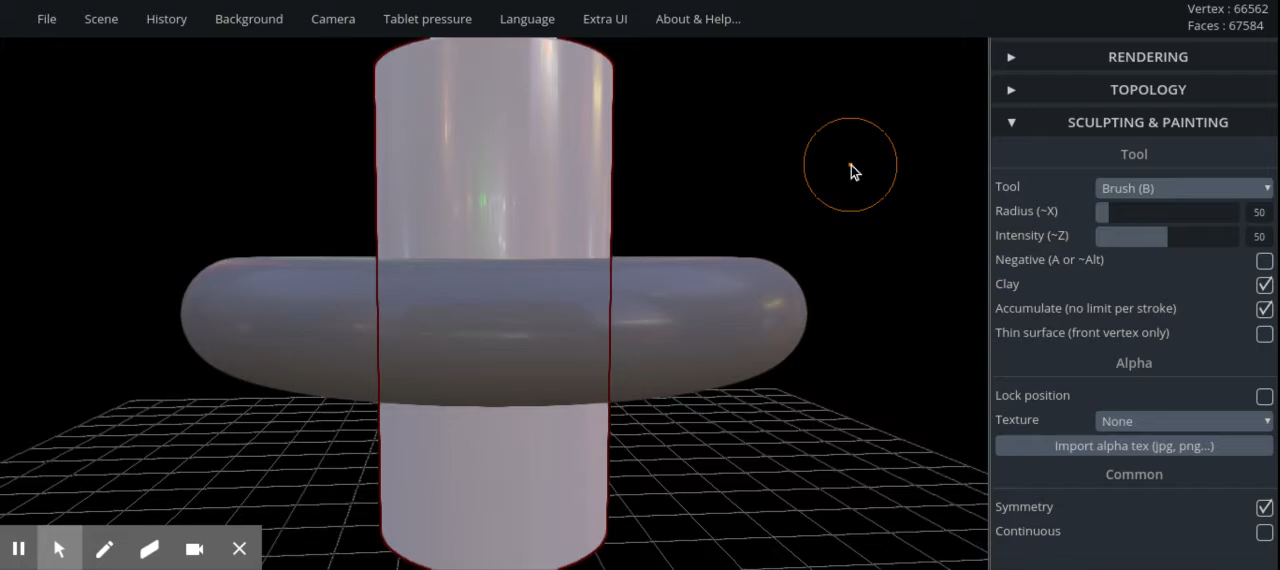 File Scene History Background Camera Tablet pressure Language Extra UI About & Help...
Vertex : 66562
Faces : 67584
RENDERING
TOPOLOGY
SCULPTING & PAINTING
Tool
Tool Brush (B)
Radius (~X) 50
Intensity (~Z) 50
Negative (A or ~Alt)
Clay
Accumulate (no limit per stroke)
Thin surface (front vertex only)
Alpha
Lock position
Texture None
Import alpha tex (jpg, png...)
Common
Symmetry
Continuous